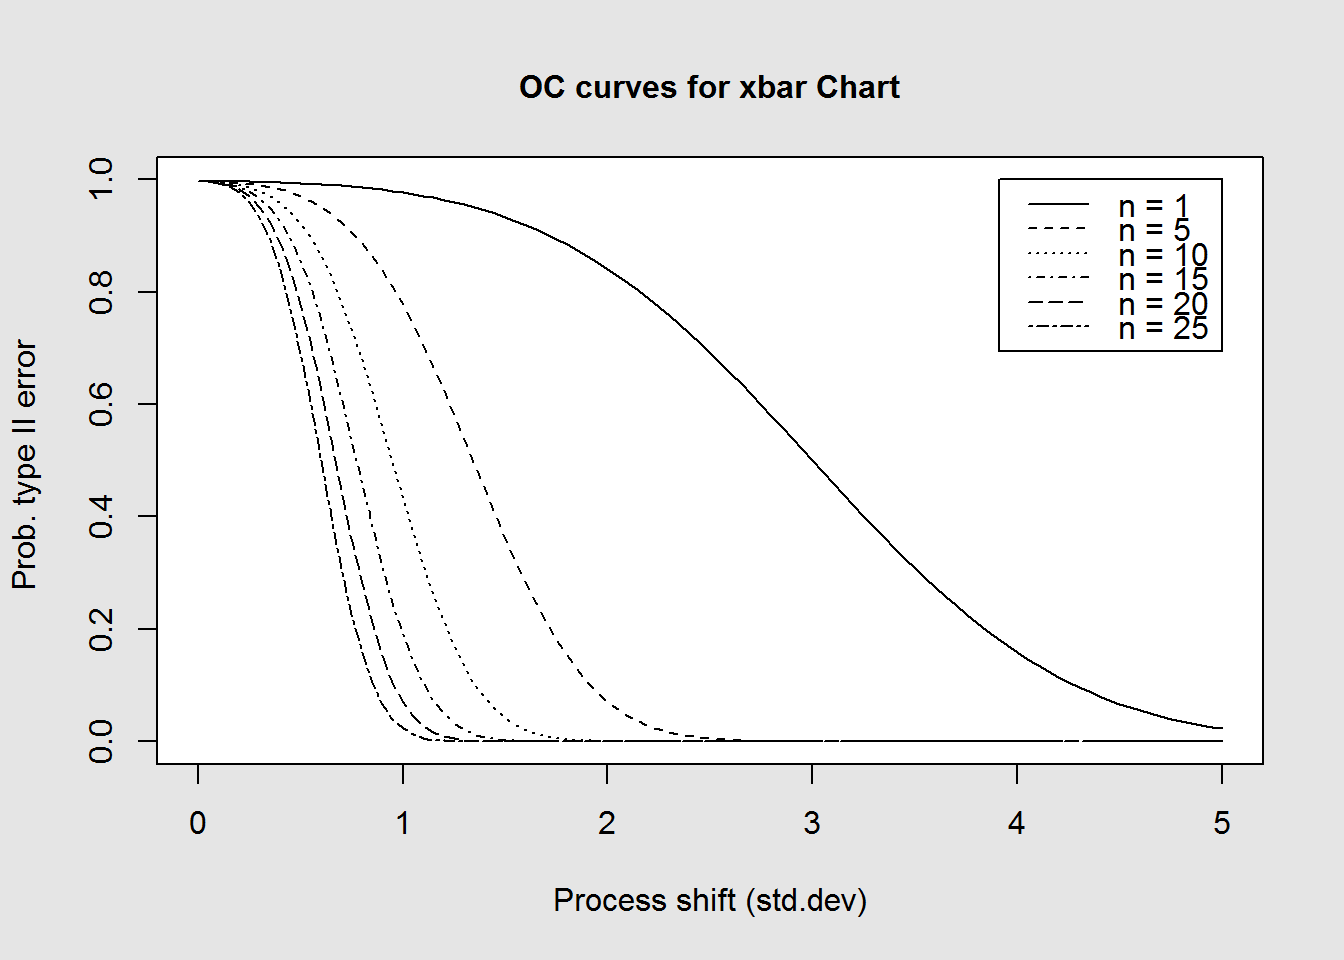 OC curves for xbar Chart
Prob. type II error
1.0
0.8
0.6
0.4
0.2
0.0
n = 1
n = 5
n = 10
n = 15
n = 20
n = 25
0 1 2 3 4 5
Process shift (std.dev)